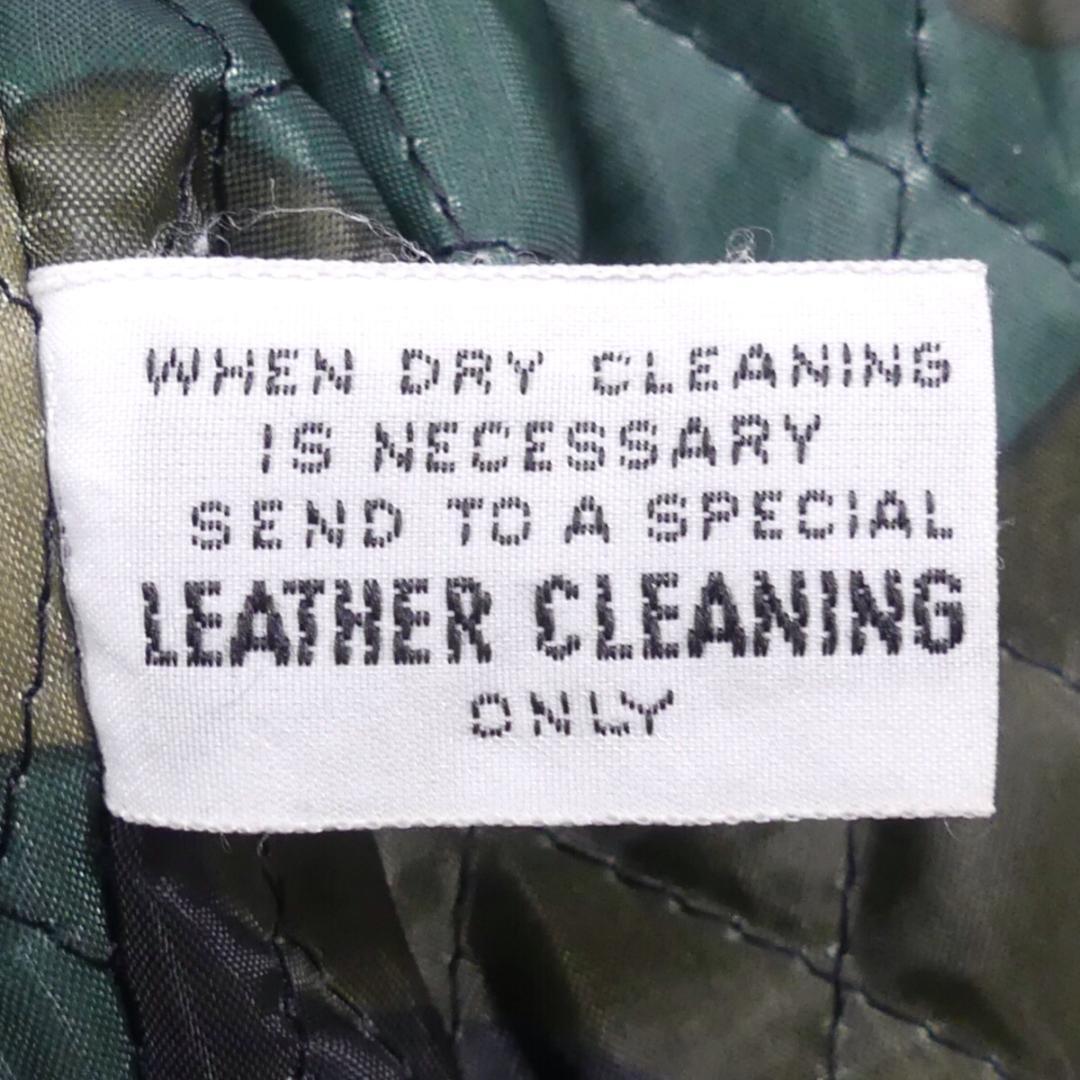 WHEN DRY CLEANING
IS NECESSARY
SEND TO A SPECIAL
LEATHER CLEANING
ONLY